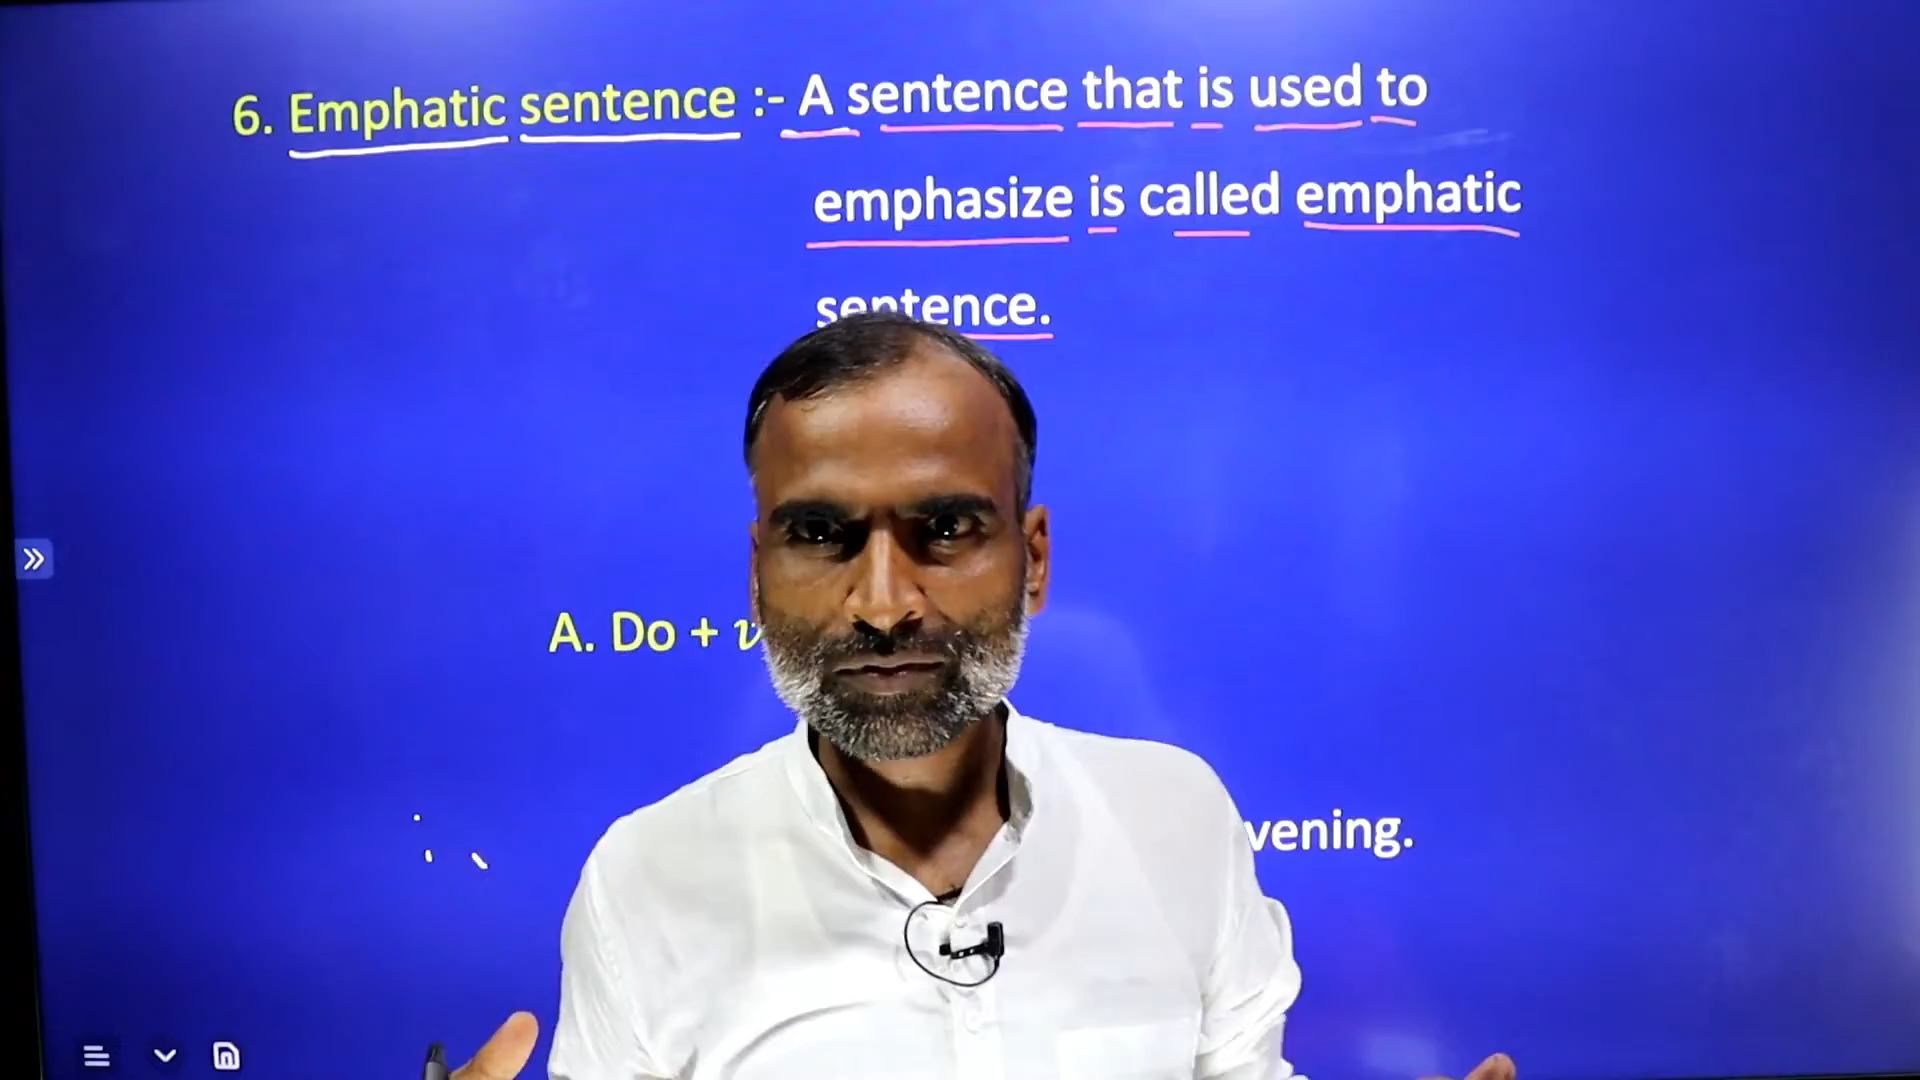 6. Emphatic sentence :- A sentence that is used to
emphasize is called emphatic
sentence.
A. Do + v
vening.